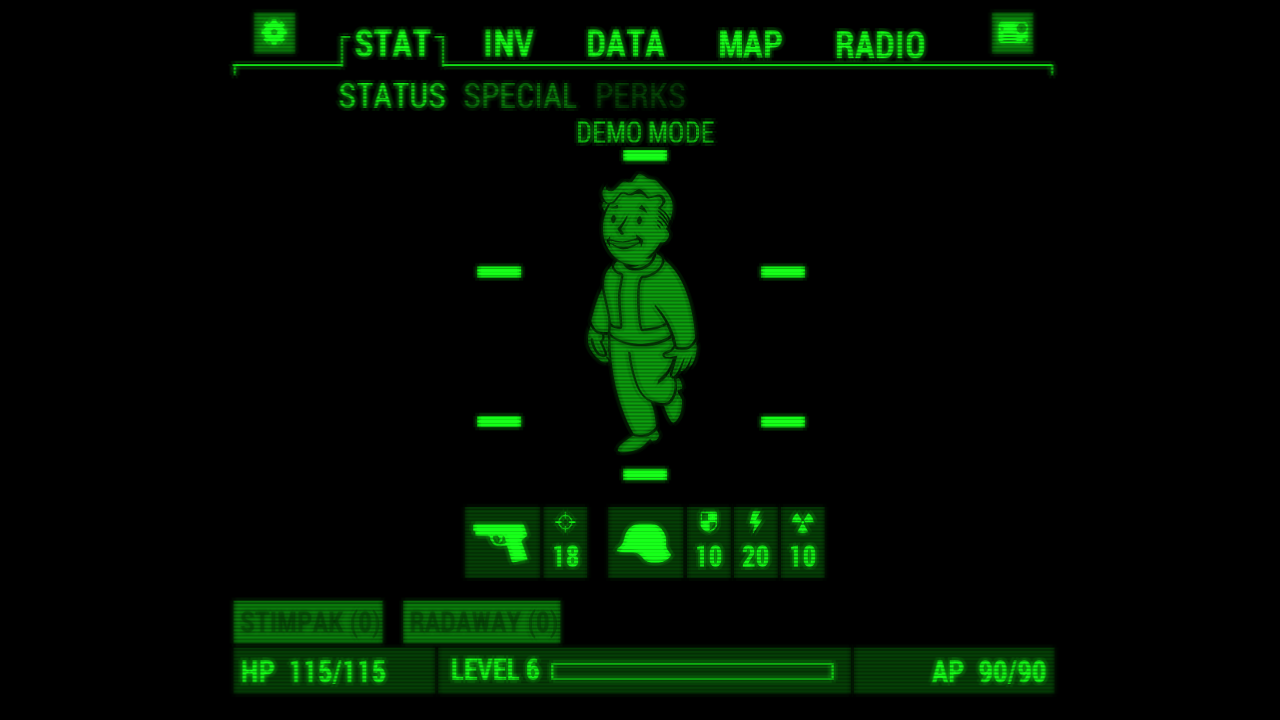 STAT INV DATA MAP RADIO
STATUS SPECIAL PERKS
DEMO MODE
18 10 20 10
STIMPAK (0) RADAWAY (0)
HP 115/115 LEVEL 6 AP 90/90